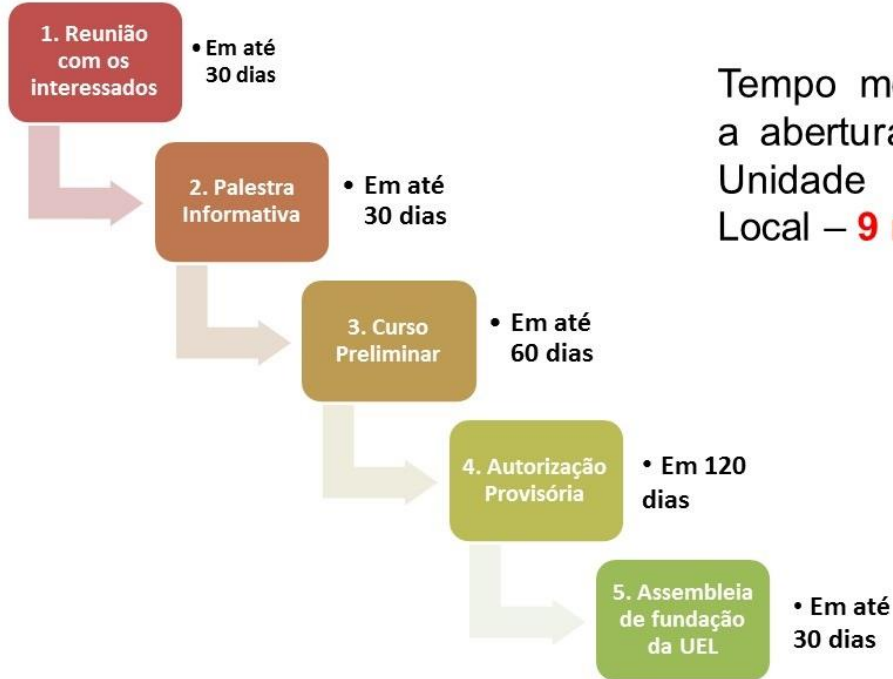 1. Reunião
com os
interessados
• Em até
30 dias
Tempo
a abertura
Unidade
Local – 9
2. Palestra
Informativa
• Em até
30 dias
3. Curso
Preliminar
• Em até
60 dias
4. Autorização
Provisória
• Em 120
dias
5. Assembleia
de fundação
da UEL
• Em até
30 dias